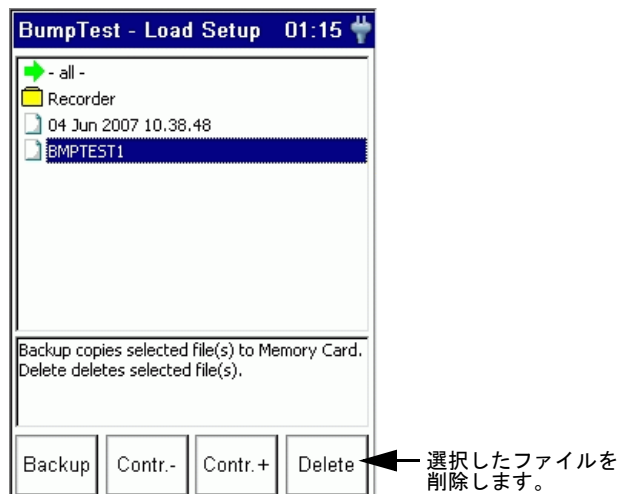 BumpTest - Load Setup 01:15
- all -
Recorder
04 Jun 2007 10.38.48
BMPTEST1
Backup copies selected file(s) to Memory Card.
Delete deletes selected file(s).
Backup Contr.- Contr.+ Delete
選択したファイルを
削除します。